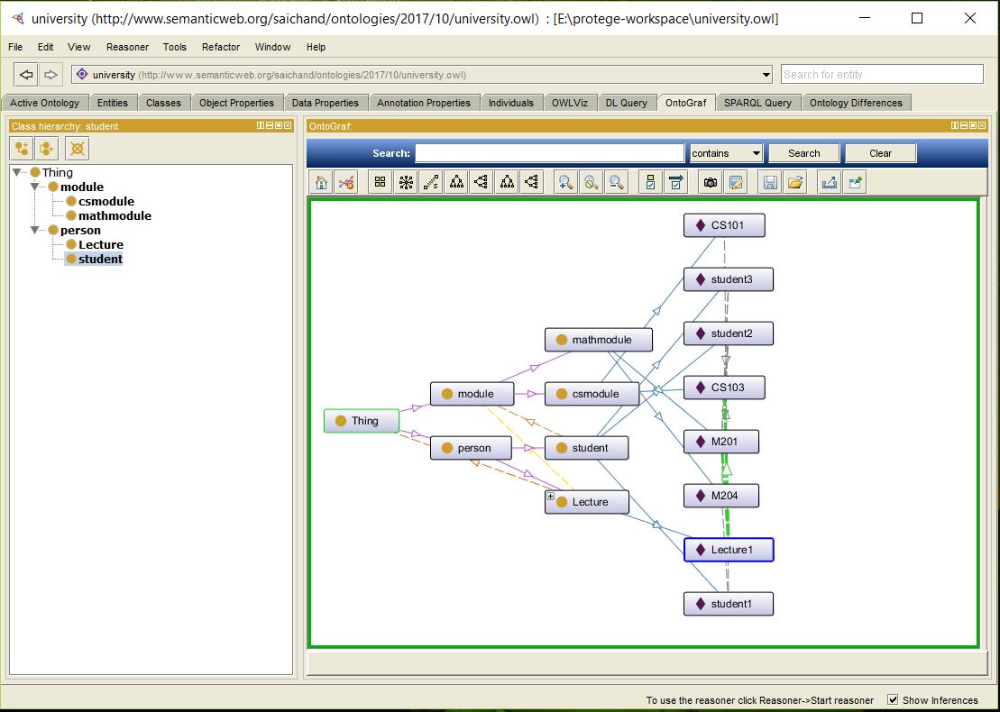 university (http://www.semanticweb.org/saichand/ontologies/2017/10/university.owl) : [E:\protege-workspace\university.owl]
File Edit View Reasoner Tools Refactor Window Help
university (http://www.semanticweb.org/saichand/ontologies/2017/10/university.owl)
Search for entity
Active Ontology Entities Classes Object Properties Data Properties Annotation Properties Individuals OWLViz DL Query OntoGraf SPARQL Query Ontology Differences
Class hierarchy: student
Thing
module
csmodule
mathmodule
person
Lecture
student
OntoGraf:
Search: contains Search Clear
CS101
student3
student2
mathmodule
CS103
module
csmodule
Thing
M201
person
student
M204
Lecture
Lecture1
student1
To use the reasoner click Reasoner->Start reasoner Show Inferences